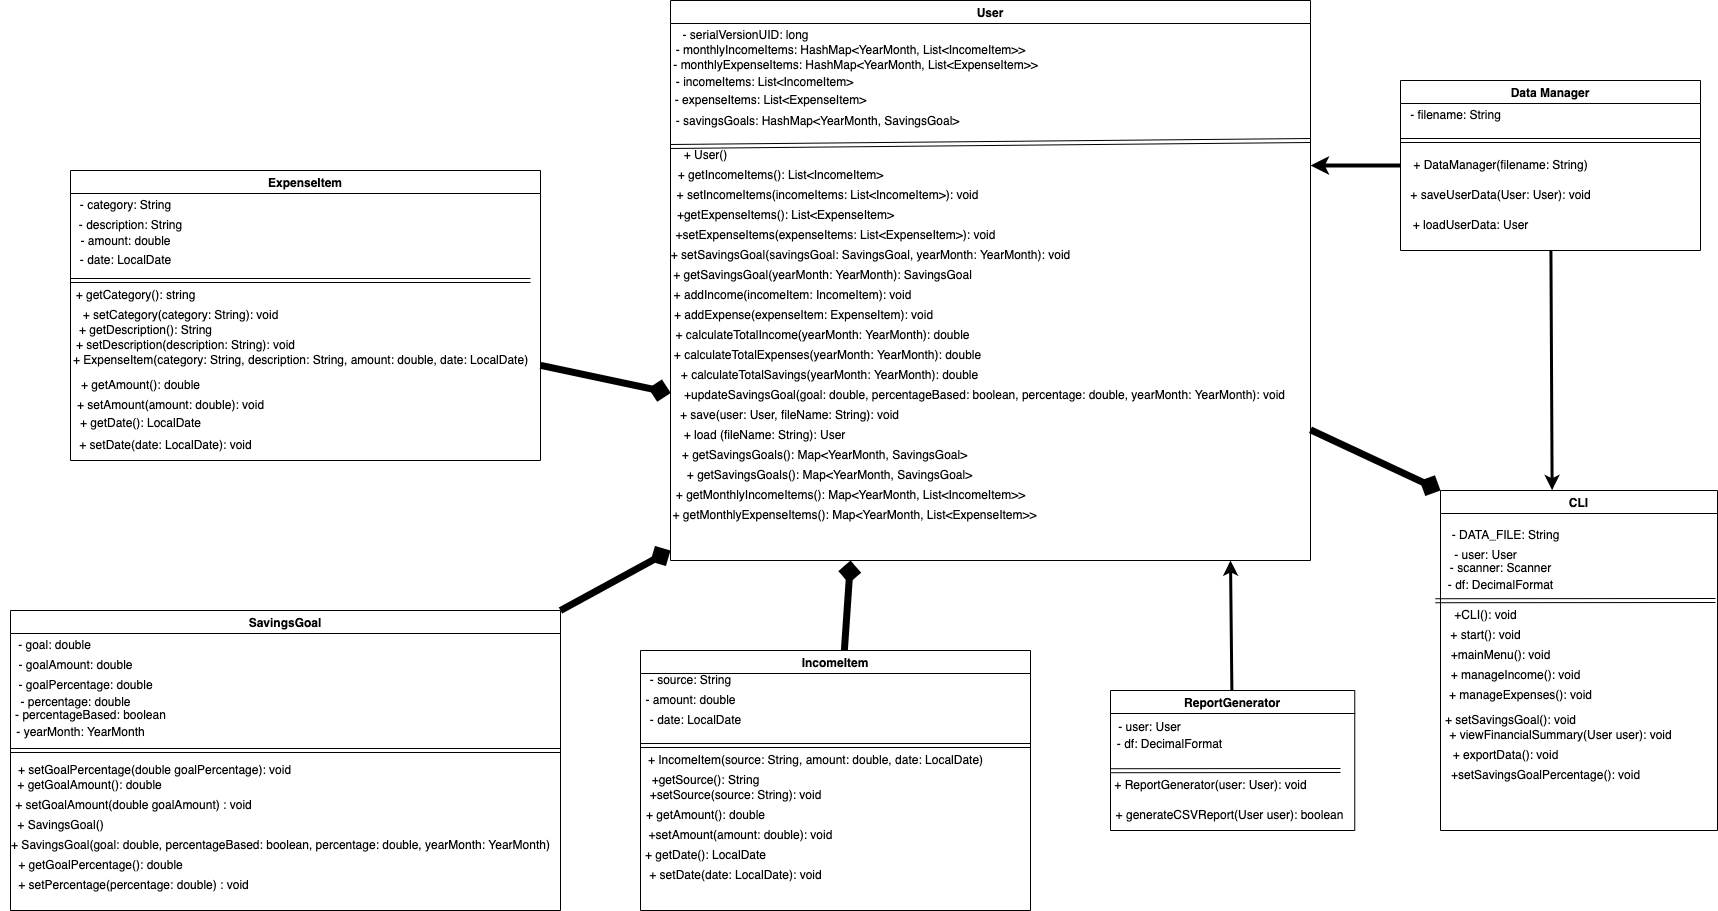 User
- serialVersionUID: long
- monthlyIncomeItems: HashMap<YearMonth, List<IncomeItem>>
- monthlyExpenseItems: HashMap<YearMonth, List<ExpenseItem>>
- incomeItems: List<IncomeItem>
- expenseItems: List<ExpenseItem>
- savingsGoals: HashMap<YearMonth, SavingsGoal>
+ User()
+ getIncomeItems(): List<IncomeItem>
+ setIncomeItems(incomeItems: List<IncomeItem>): void
+getExpenseItems(): List<ExpenseItem>
+setExpenseItems(expenseItems: List<ExpenseItem>): void
+ setSavingsGoal(savingsGoal: SavingsGoal, yearMonth: YearMonth): void
+ getSavingsGoal(yearMonth: YearMonth): SavingsGoal
+ addIncome(incomeItem: IncomeItem): void
+ addExpense(expenseItem: ExpenseItem): void
+ calculateTotalIncome(yearMonth: YearMonth): double
+ calculateTotalExpenses(yearMonth: YearMonth): double
+ calculateTotalSavings(yearMonth: YearMonth): double
+updateSavingsGoal(goal: double, percentageBased: boolean, percentage: double, yearMonth: YearMonth): void
+ save(user: User, fileName: String): void
+ load (fileName: String): User
+ getSavingsGoals(): Map<YearMonth, SavingsGoal>
+ getSavingsGoals(): Map<YearMonth, SavingsGoal>
+ getMonthlyIncomeItems(): Map<YearMonth, List<IncomeItem>>
+ getMonthlyExpenseItems(): Map<YearMonth, List<ExpenseItem>>
Data Manager
- filename: String
+ DataManager(filename: String)
+ saveUserData(User: User): void
+ loadUserData: User
ExpenseItem
- category: String
- description: String
- amount: double
- date: LocalDate
+ getCategory(): string
+ setCategory(category: String): void
+ getDescription(): String
+ setDescription(description: String): void
+ ExpenseItem(category: String, description: String, amount: double, date: LocalDate)
+ getAmount(): double
+ setAmount(amount: double): void
+ getDate(): LocalDate
+ setDate(date: LocalDate): void
CLI
- DATA_FILE: String
- user: User
- scanner: Scanner
- df: DecimalFormat
+CLI(): void
+ start(): void
+mainMenu(): void
+ manageIncome(): void
+ manageExpenses(): void
+ setSavingsGoal(): void
+ viewFinancialSummary(User user): void
+ exportData(): void
+setSavingsGoalPercentage(): void
SavingsGoal
- goal: double
- goalAmount: double
- goalPercentage: double
- percentage: double
- percentageBased: boolean
- yearMonth: YearMonth
+ setGoalPercentage(double goalPercentage): void
+ getGoalAmount(): double
+ setGoalAmount(double goalAmount) : void
+ SavingsGoal()
+ SavingsGoal(goal: double, percentageBased: boolean, percentage: double, yearMonth: YearMonth)
+ getGoalPercentage(): double
+ setPercentage(percentage: double) : void
IncomeItem
- source: String
- amount: double
- date: LocalDate
+ IncomeItem(source: String, amount: double, date: LocalDate)
+getSource(): String
+setSource(source: String): void
+ getAmount(): double
+setAmount(amount: double): void
+ getDate(): LocalDate
+ setDate(date: LocalDate): void
ReportGenerator
- user: User
- df: DecimalFormat
+ ReportGenerator(user: User): void
+ generateCSVReport(User user): boolean